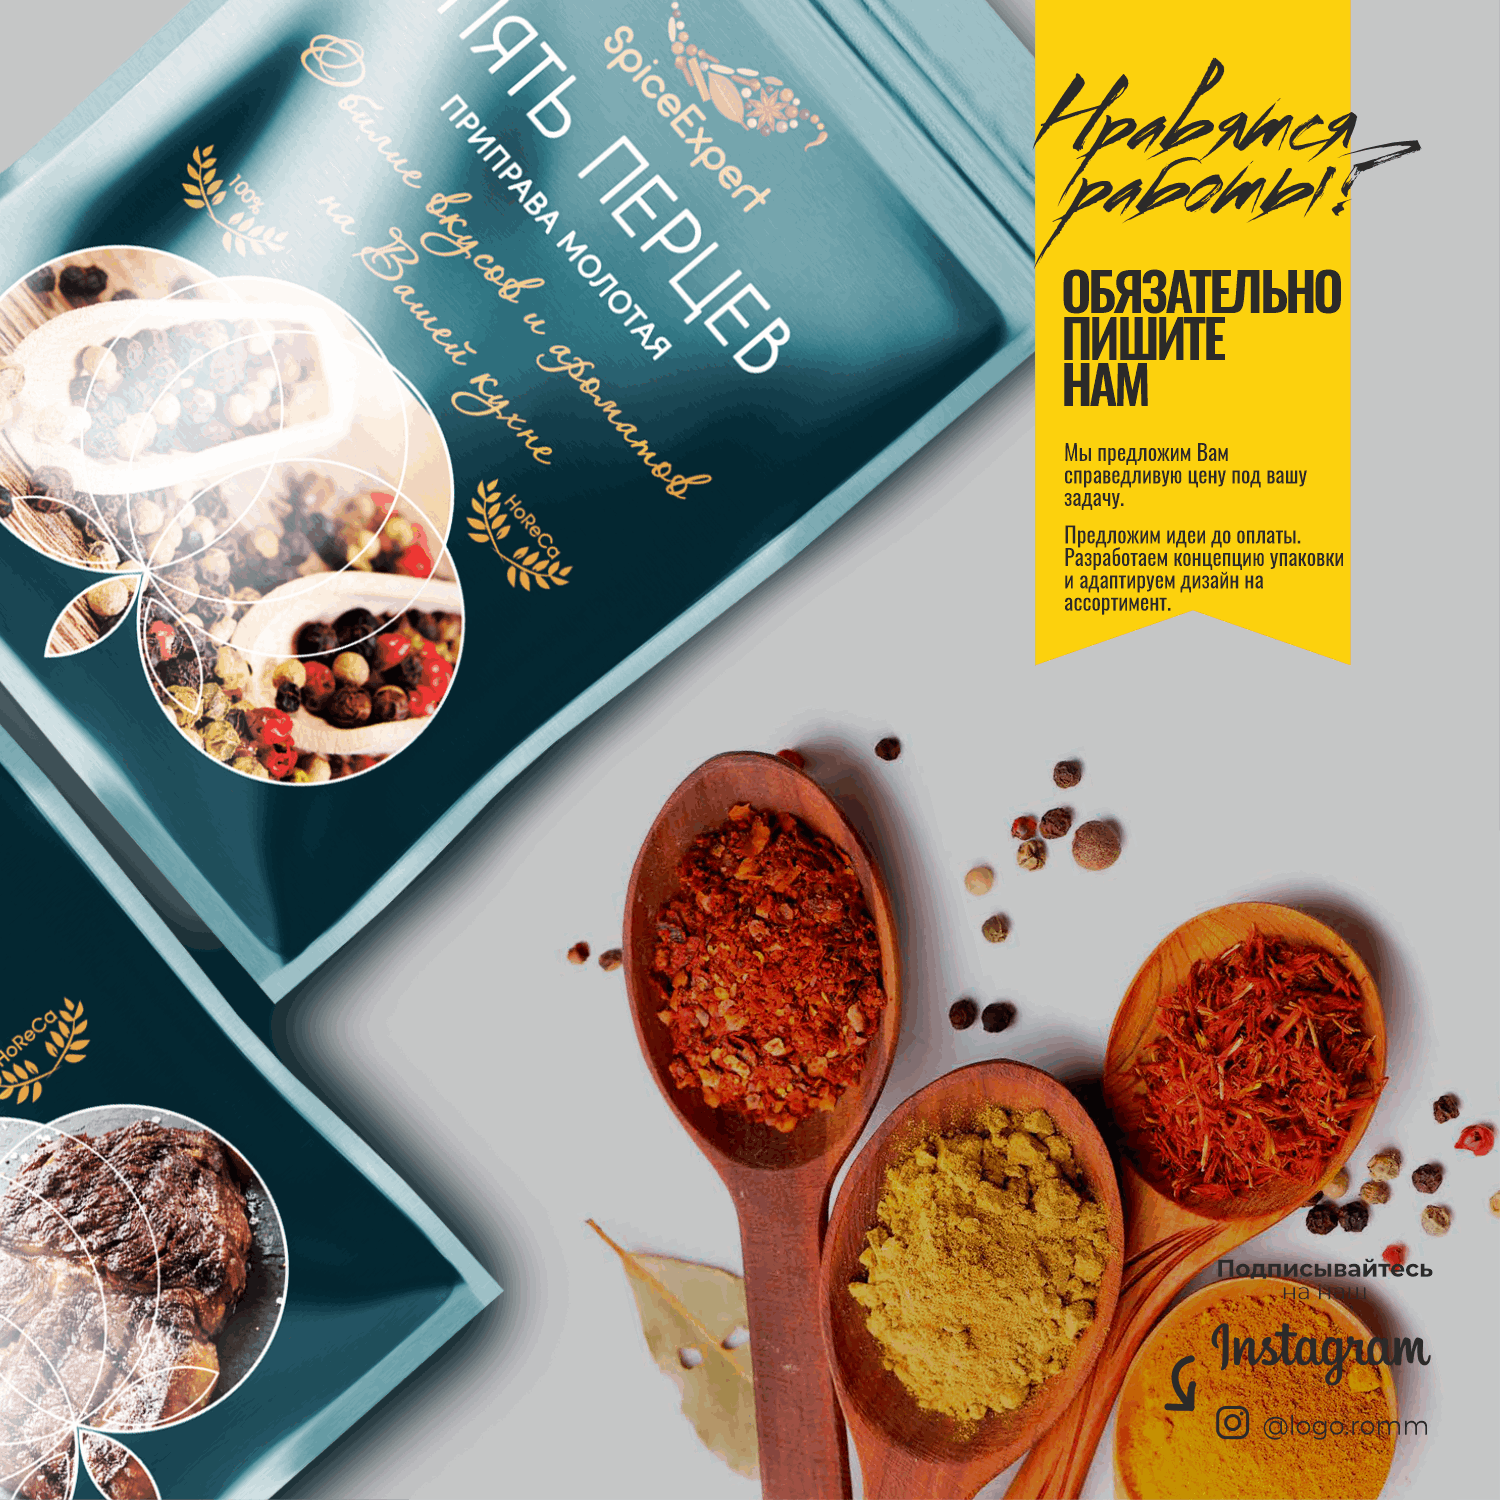 SpiceExpert
ПЯТЬ ПЕРЦЕВ
ПРИПРАВА МОЛОТАЯ
Обилие вкусов и ароматов
на Вашей кухне
100%
HoReCa
HoReCa
Нравятся
работы?
ОБЯЗАТЕЛЬНО
ПИШИТЕ
НАМ
Мы предложим Вам
справедливую цену под вашу
задачу.
Предложим идеи до оплаты.
Разработаем концепцию упаковки
и адаптируем дизайн на
ассортимент.
Подписывайтесь
на наш
Instagram
@logo.romm